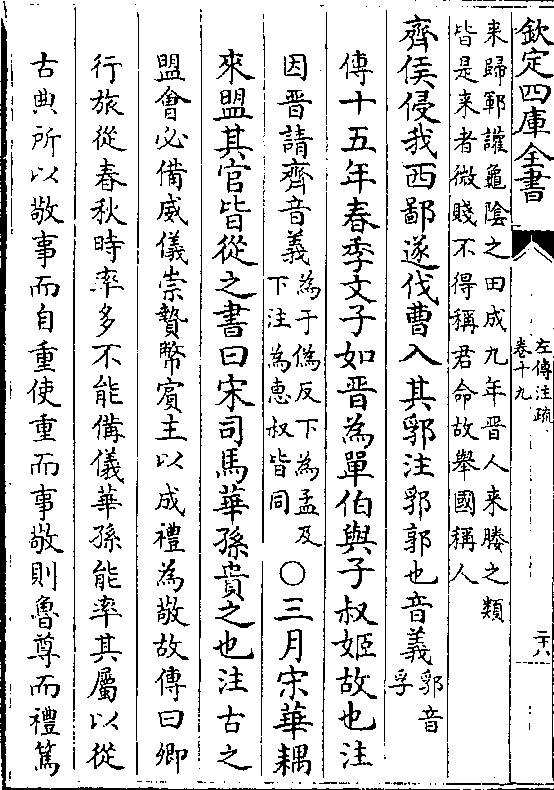 欽定四庫全書
左傳注疏
卷十九
二十八
来歸鄆讙龜陰之田成九年晉人来媵之類
皆是来者微賤不得稱君命故舉國稱人
齊侯侵我西鄙遂伐曹入其郛注郛郭也音義郛音
孚
傳十五年春季文子如晉為單伯與子叔姬故也注
因晉請齊音義為于偽反下為孟及
下注為惠叔皆同
○三月宋華耦
來盟其官皆從之書曰宋司馬華孫貴之也注古之
盟會必備威儀崇贄幣賓主以成禮為敬故傳曰卿
行旅從春秋時率多不能備儀華孫能率其屬以從
古典所以敬事而自重使重而事敬則魯尊而禮篤